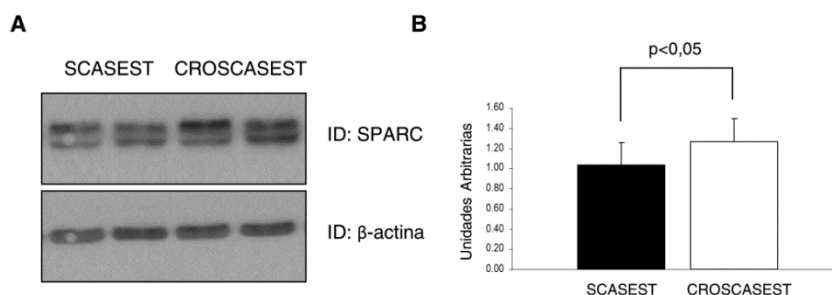 A
SCASEST CROSCASEST
ID: SPARC
ID: β-actina
B
p<0,05
Unidades Arbitrarias
1.60
1.40
1.20
1.00
0.80
0.60
0.40
0.20
0.00
SCASEST CROSCASEST